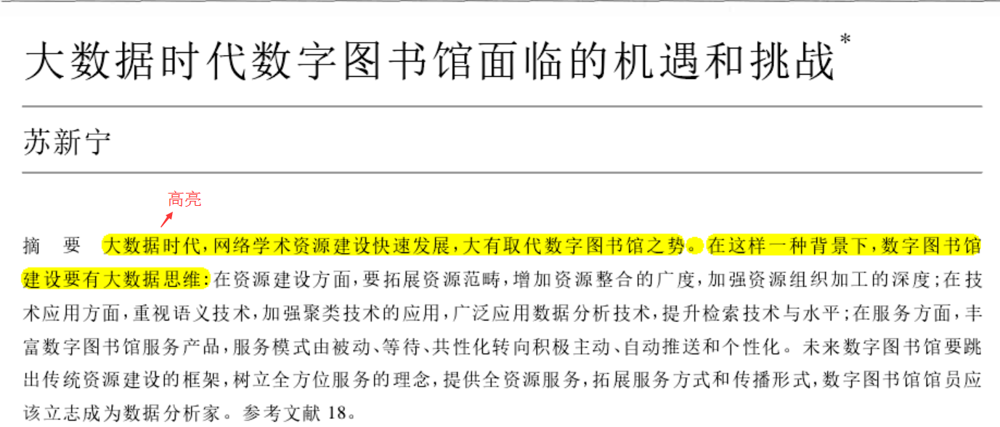 大数据时代数字图书馆面临的机遇和挑战*
苏新宁
高亮
摘 要 大数据时代,网络学术资源建设快速发展,大有取代数字图书馆之势。在这样一种背景下,数字图书馆
建设要有大数据思维:在资源建设方面,要拓展资源范畴,增加资源整合的广度,加强资源组织加工的深度;在技
术应用方面,重视语义技术,加强聚类技术的应用,广泛应用数据分析技术,提升检索技术与水平;在服务方面,丰
富数字图书馆服务产品,服务模式由被动、等待、共性化转向积极主动、自动推送和个性化。未来数字图书馆要跳
出传统资源建设的框架,树立全方位服务的理念,提供全资源服务,拓展服务方式和传播形式,数字图书馆馆员应
该立志成为数据分析家。参考文献 18。